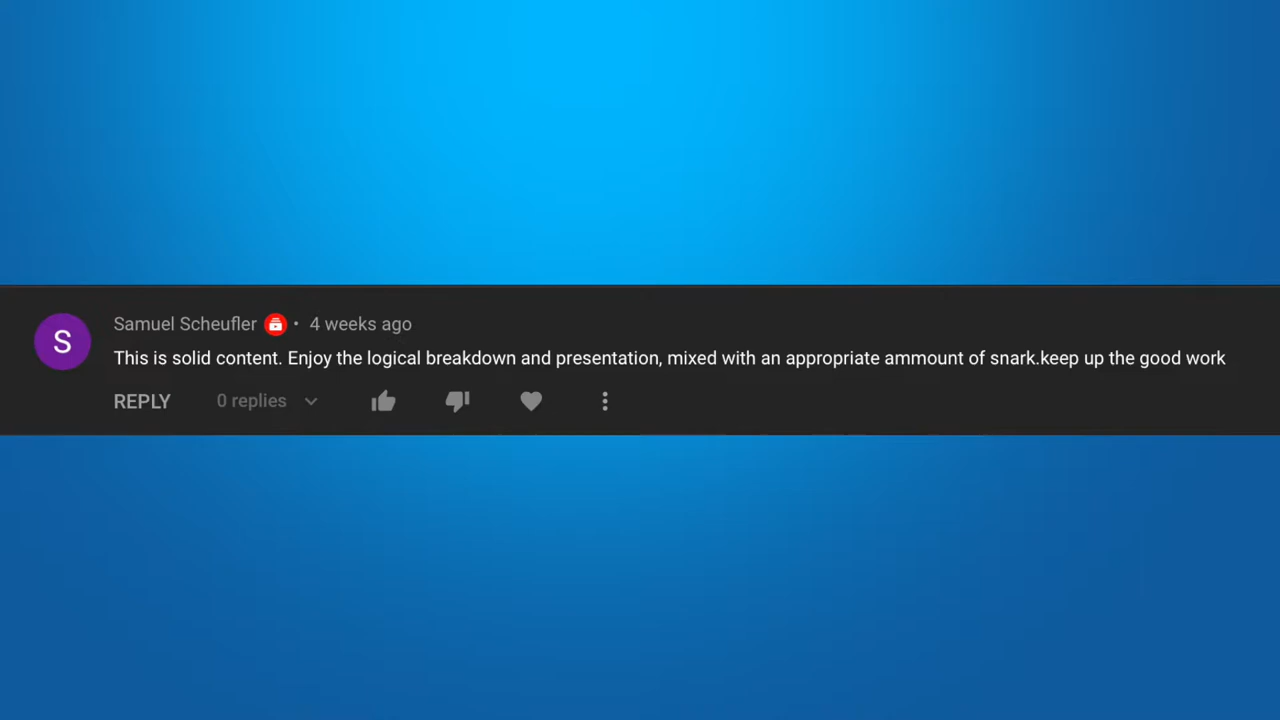 S
Samuel Scheufler • 4 weeks ago
This is solid content. Enjoy the logical breakdown and presentation, mixed with an appropriate ammount of snark.keep up the good work
REPLY 0 replies